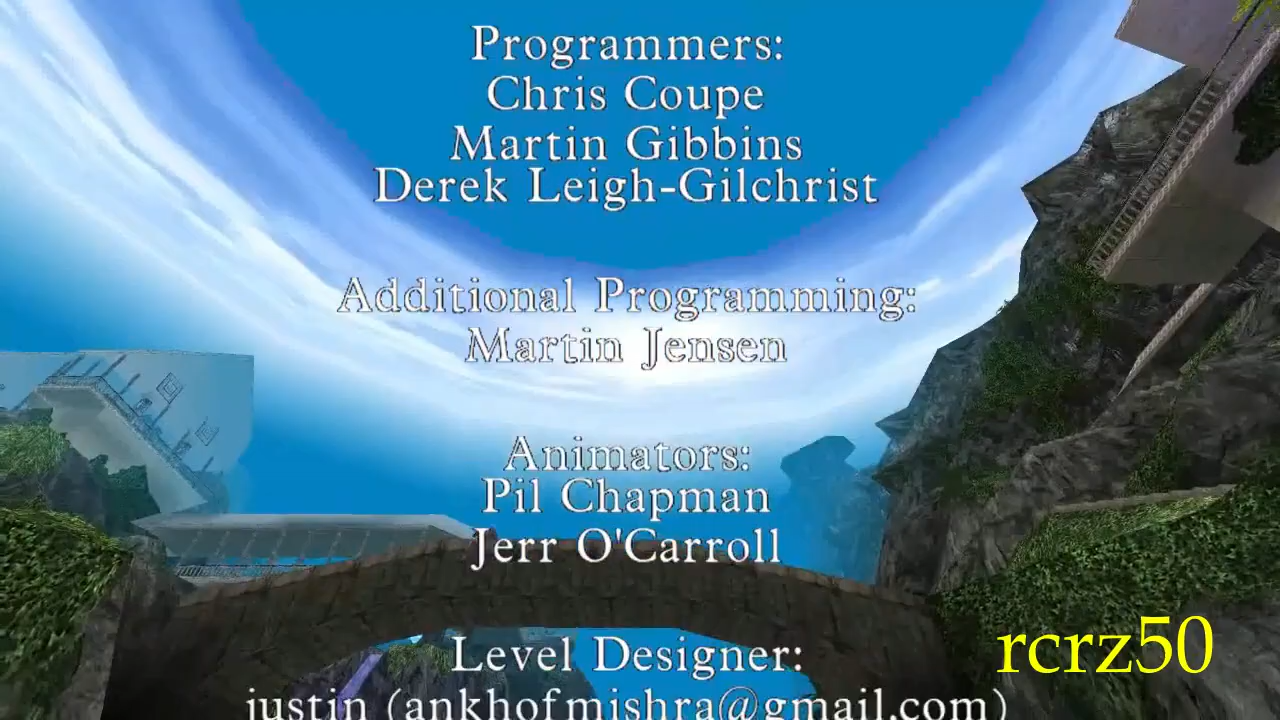 Programmers:
Chris Coupe
Martin Gibbins
Derek Leigh-Gilchrist
Additional Programming:
Martin Jensen
Animators:
Pil Chapman
Jerr O'Carroll
Level Designer:
rcrz50
justin (ankhofmishra@gmail.com)